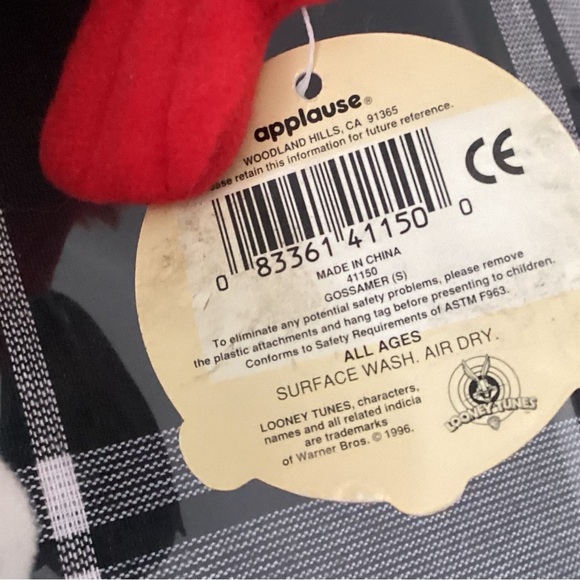 applause®
WOODLAND HILLS, CA 91365
retain this information for future reference.
CE
0 83361 41150 0
MADE IN CHINA
41150
GOSSAMER (S)
To eliminate any potential safety problems, please remove
the plastic attachments and hang tag before presenting to children.
Conforms to Safety Requirements of ASTM F963.
ALL AGES
SURFACE WASH. AIR DRY.
LOONEY TUNES, characters,
names and all related indicia
are trademarks
of Warner Bros. © 1996.
LOONEY TUNES